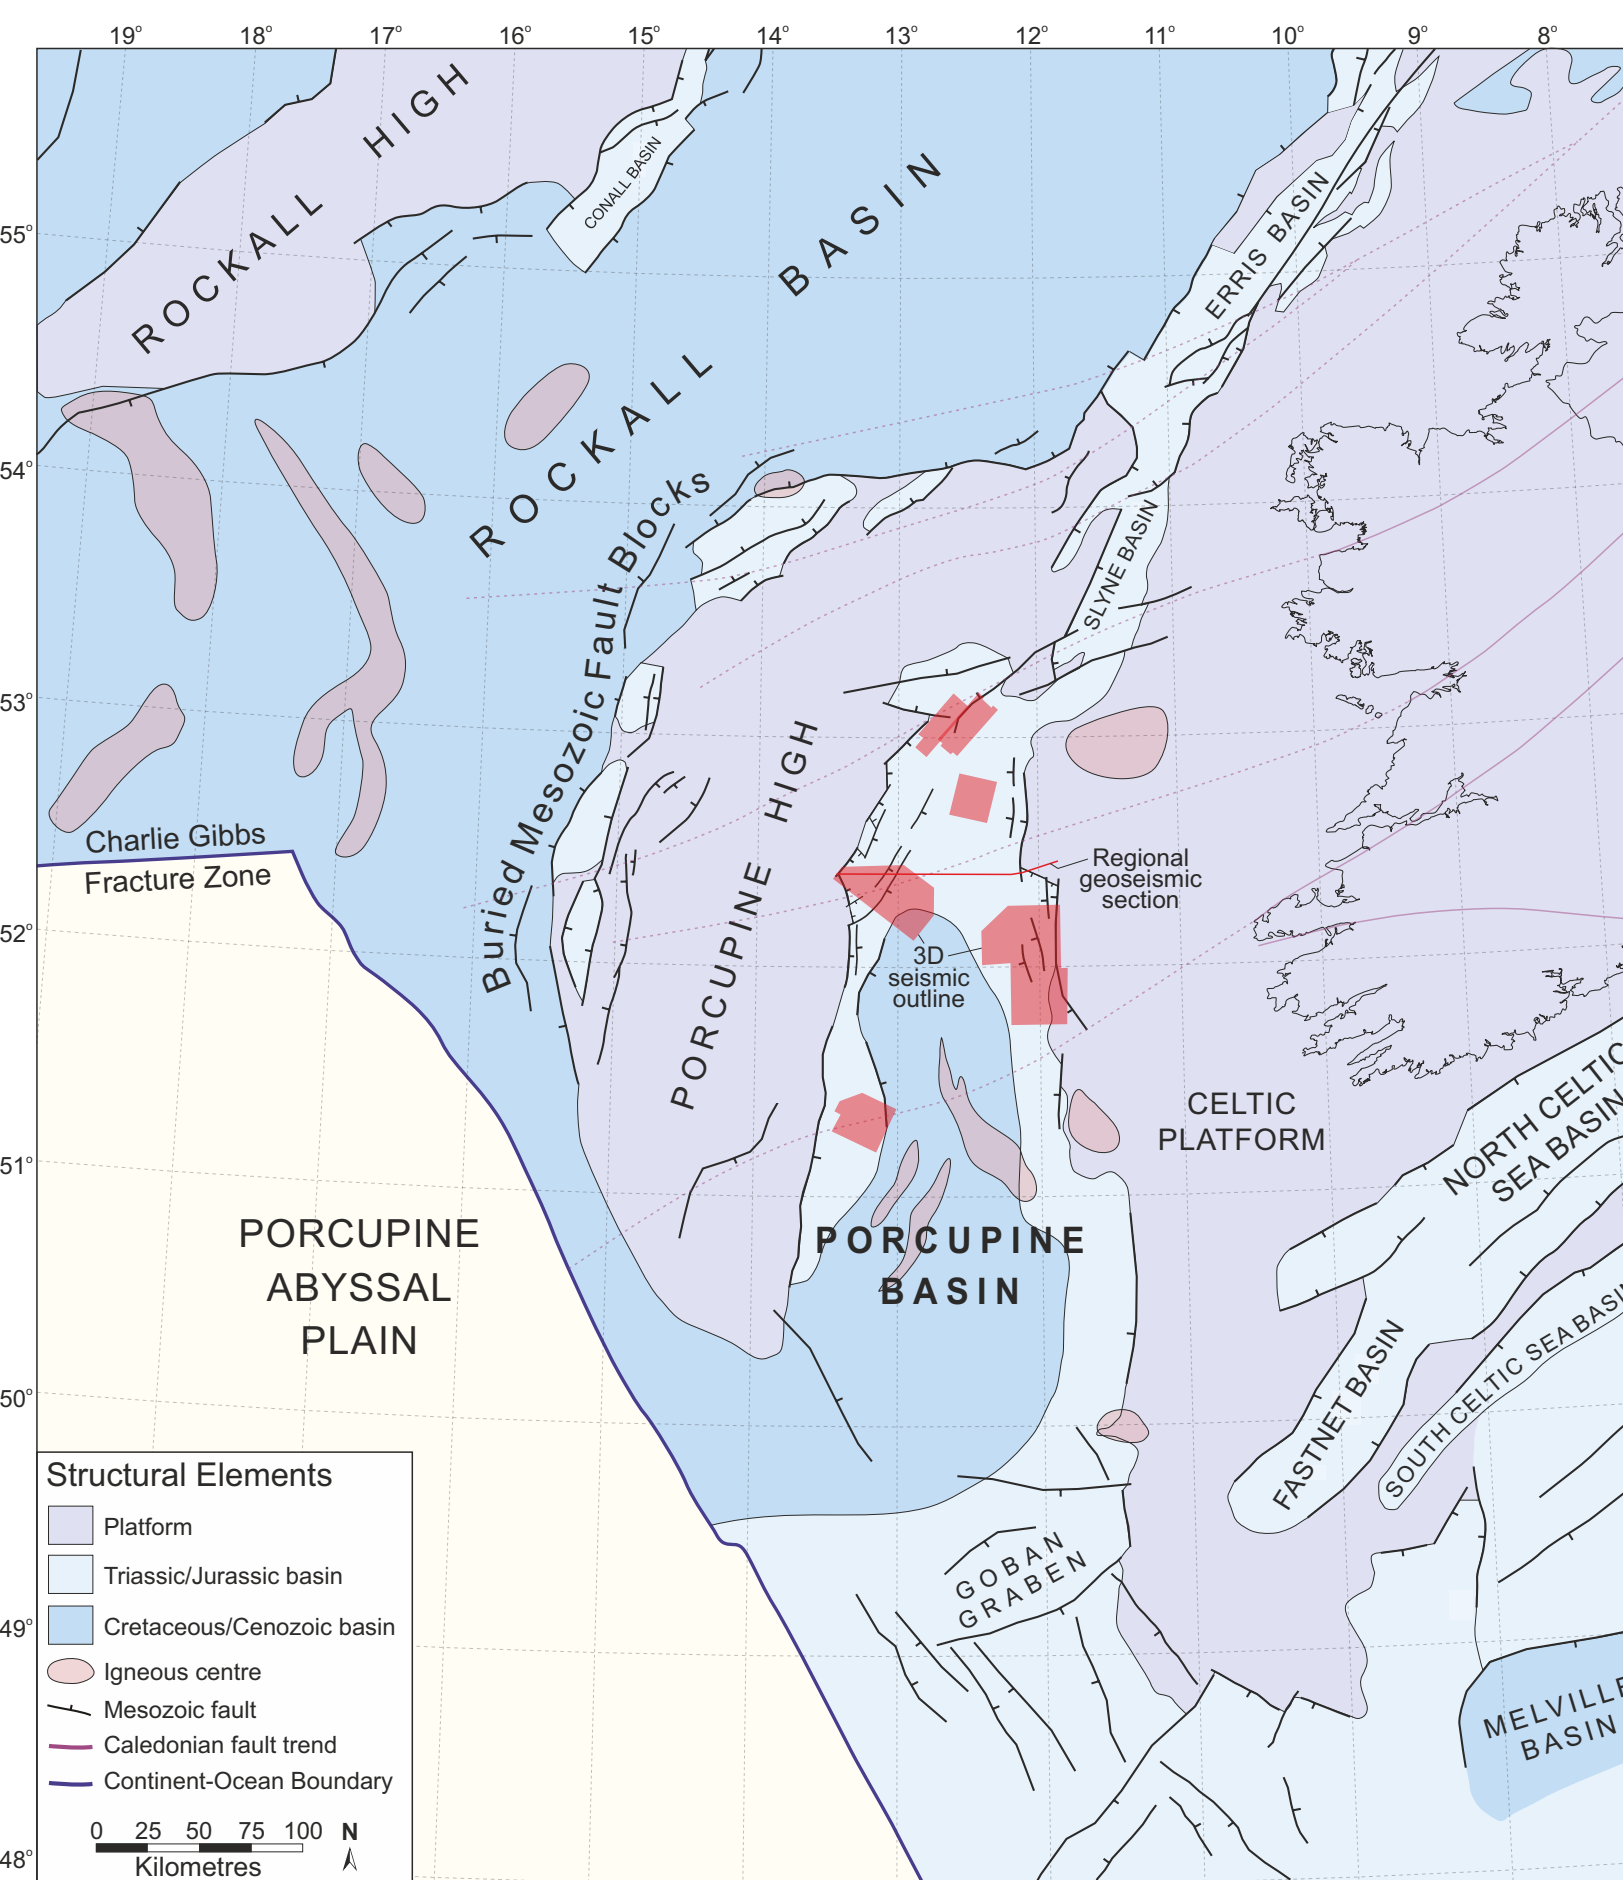 19° 18° 17° 16° 15° 14° 13° 12° 11° 10° 9° 8°
55°
54°
53°
52°
51°
50°
49°
48°
ROCKALL HIGH
CONALL BASIN
ROCKALL BASIN
ERRIS BASIN
SLYNE BASIN
Buried Mesozoic Fault Blocks
PORCUPINE HIGH
Charlie Gibbs
Fracture Zone
Regional
geoseismic
section
3D
seismic
outline
CELTIC
PLATFORM
NORTH CELTIC
SEA BASIN
PORCUPINE
ABYSSAL
PLAIN
PORCUPINE
BASIN
FASTNET BASIN
SOUTH CELTIC SEA BASIN
GOBAN
GRABEN
MELVILLE
BASIN
Structural Elements
Platform
Triassic/Jurassic basin
Cretaceous/Cenozoic basin
Igneous centre
Mesozoic fault
Caledonian fault trend
Continent-Ocean Boundary
0 25 50 75 100 N
Kilometres